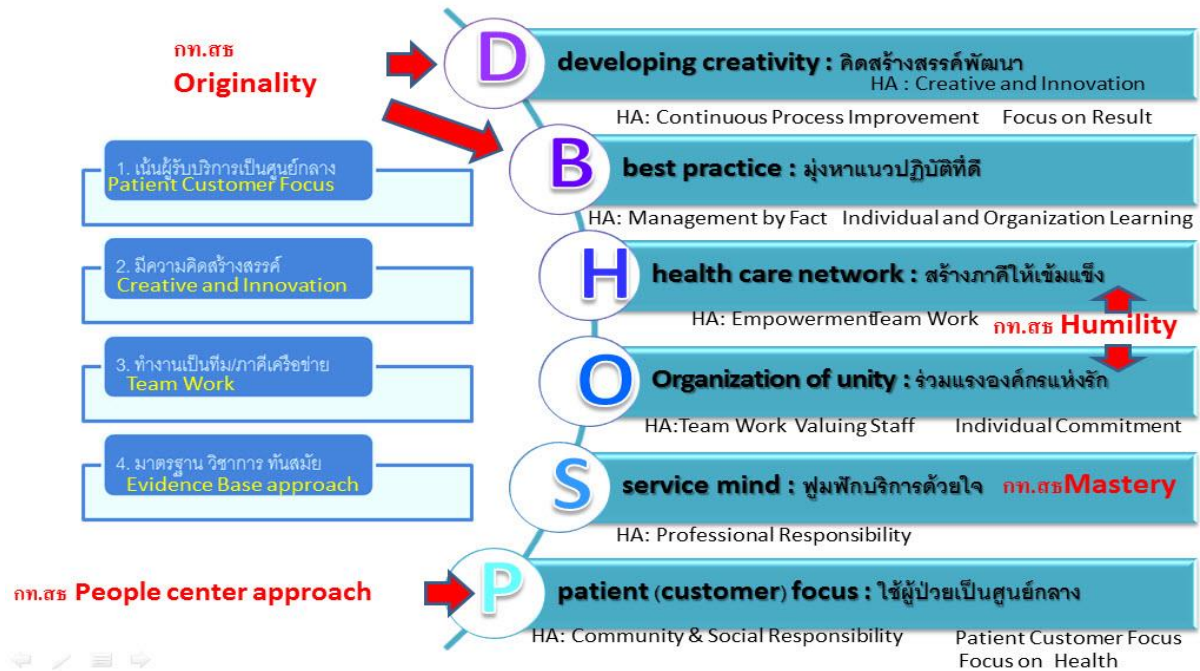 กท.สธ
Originality
D
developing creativity : คิดสร้างสรรค์พัฒนา
HA : Creative and Innovation
HA: Continuous Process Improvement Focus on Result
B
best practice : มุ่งหาแนวปฏิบัติที่ดี
HA: Management by Fact Individual and Organization Learning
H
health care network : สร้างภาคีให้เข้มแข็ง
HA: EmpowermentTeam Work
กท.สธ Humility
O
Organization of unity : ร่วมแรงองค์กรแห่งรัก
HA:Team Work Valuing Staff Individual Commitment
S
service mind : ฟูมฟักบริการด้วยใจ กท.สธMastery
HA: Professional Responsibility
กท.สธ People center approach
P
patient (customer) focus : ใช้ผู้ป่วยเป็นศูนย์กลาง
HA: Community & Social Responsibility Patient Customer Focus
Focus on Health
1. เน้นผู้รับบริการเป็นศูนย์กลาง
Patient Customer Focus
2. มีความคิดสร้างสรรค์
Creative and Innovation
3. ทำงานเป็นทีม/ภาคีเครือข่าย
Team Work
4. มาตรฐาน วิชาการ ทันสมัย
Evidence Base approach